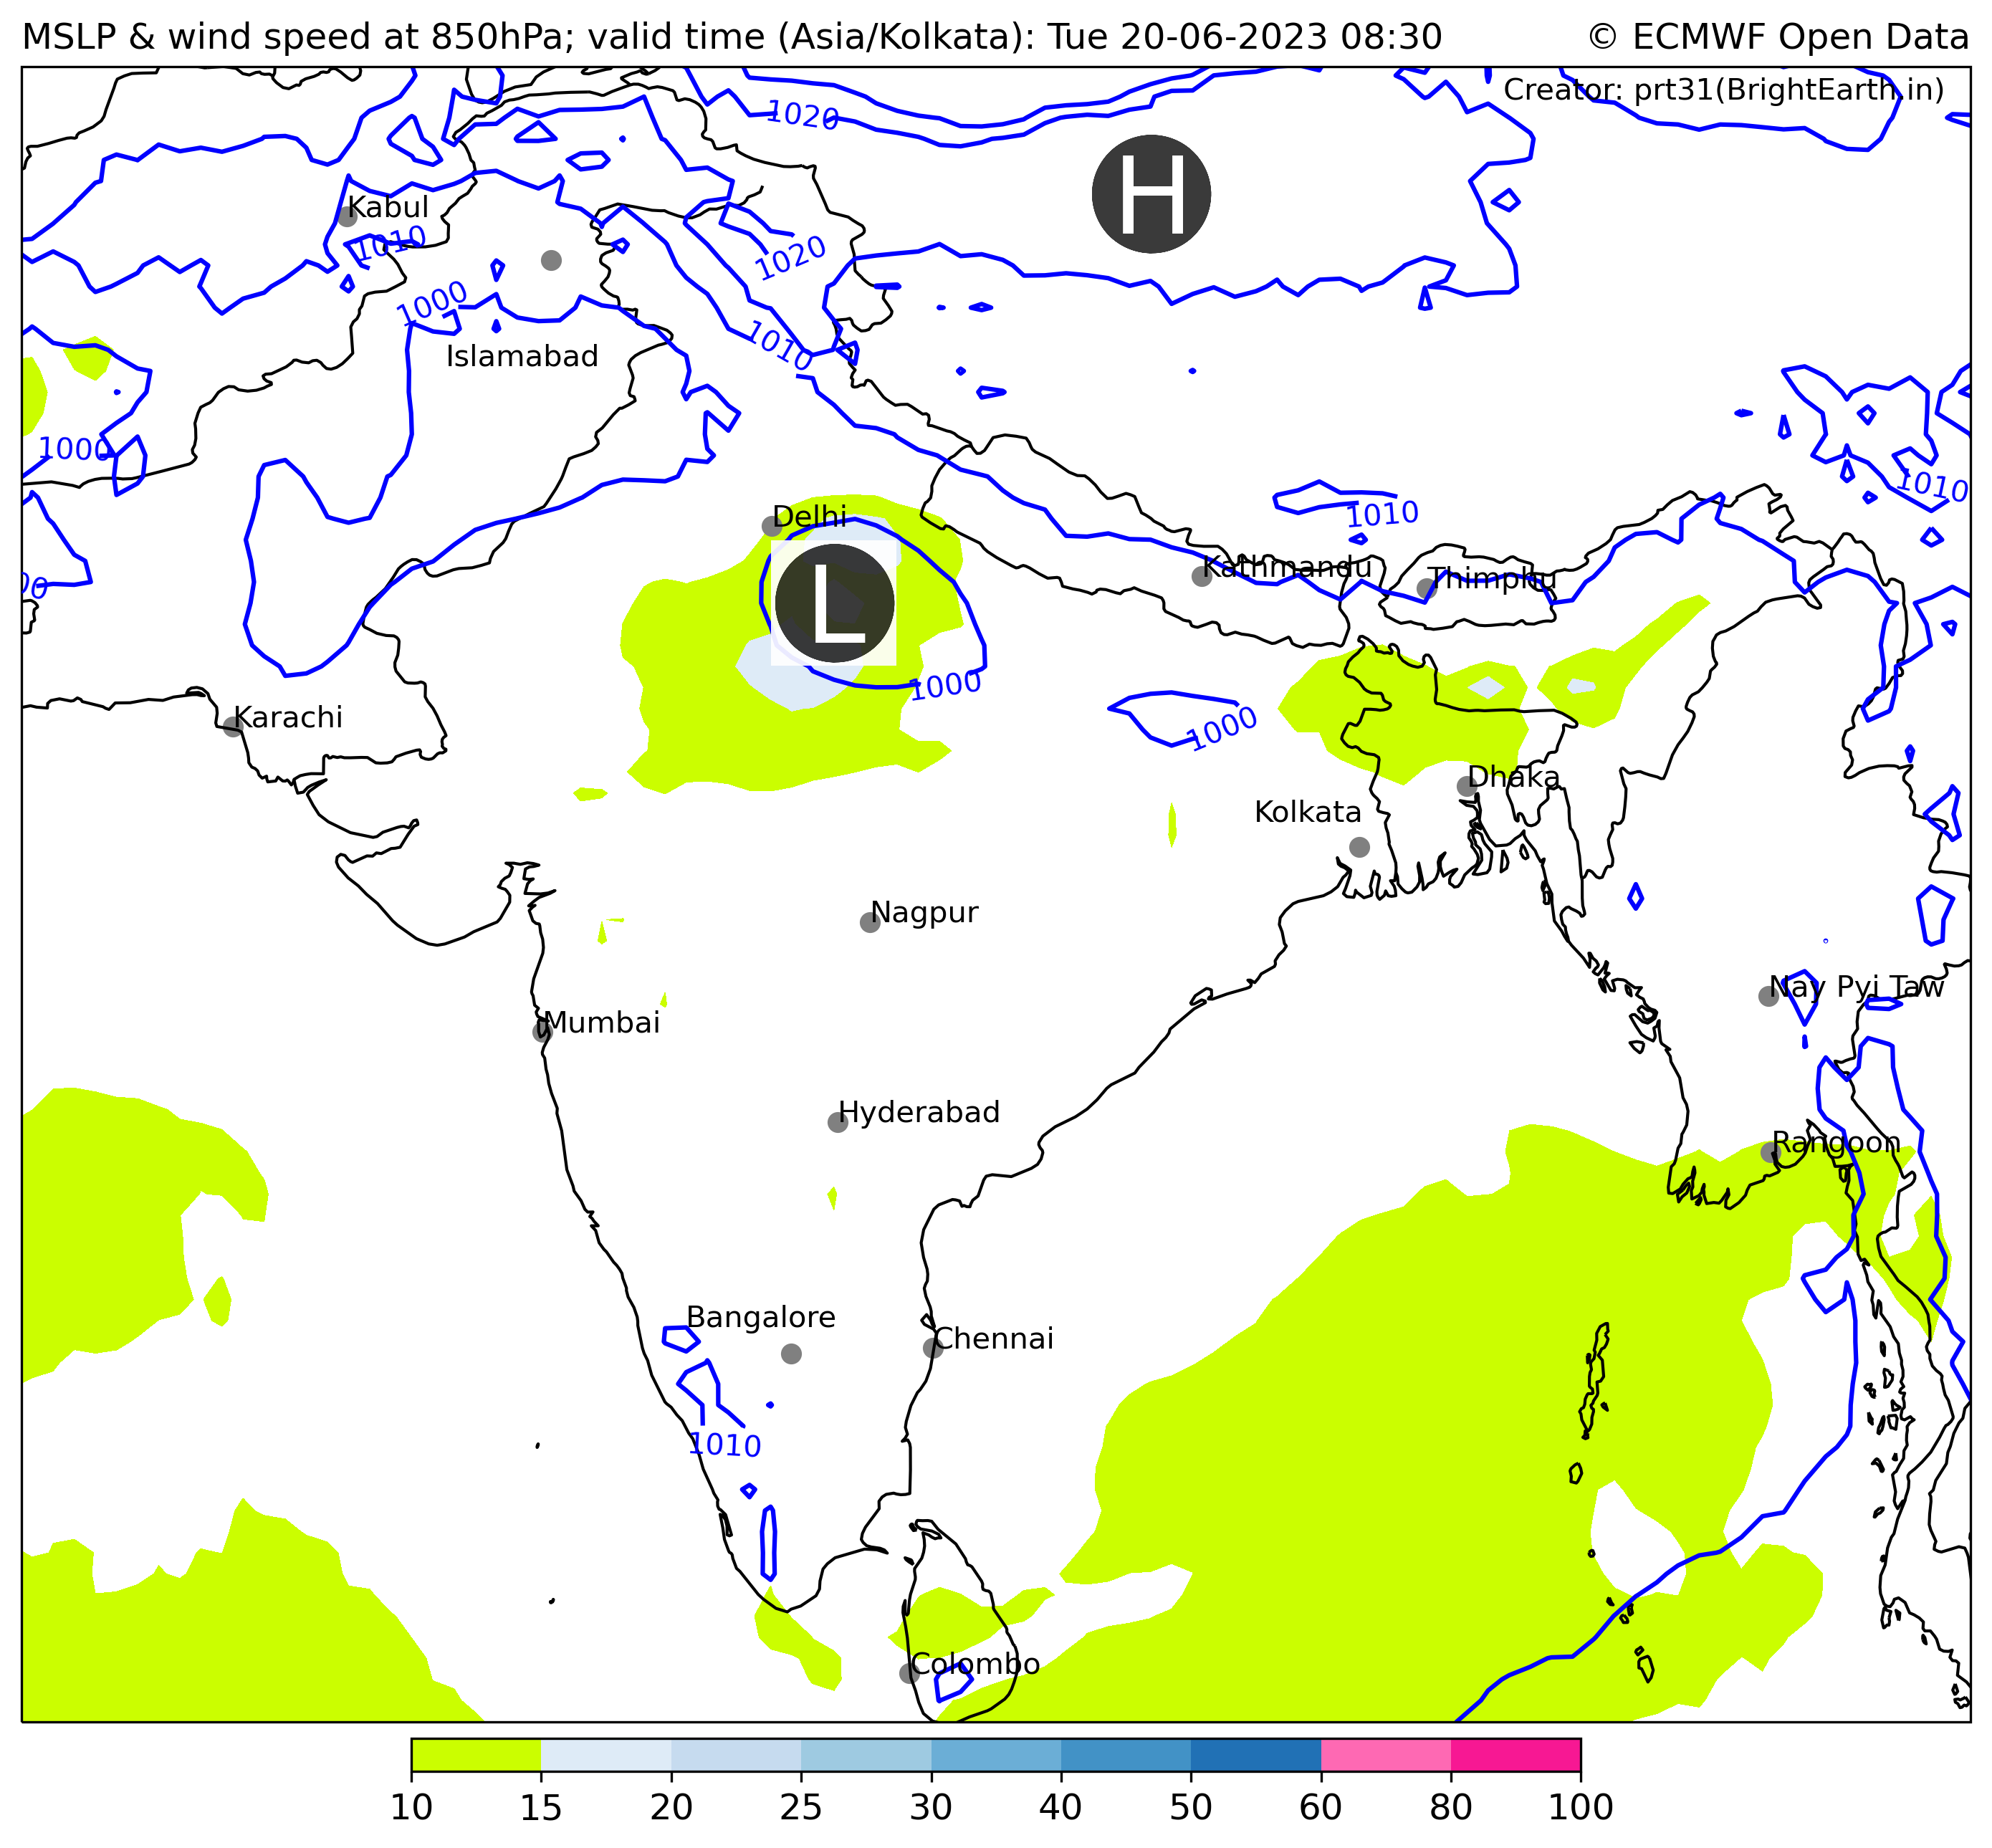 MSLP & wind speed at 850hPa; valid time (Asia/Kolkata): Tue 20-06-2023 08:30
© ECMWF Open Data
Creator: prt31(BrightEarth.in)
1020
H
Kabul
1010
1020
1000
1010
Islamabad
1000
1010
Delhi
1010
Kathmandu
Thimphu
00
L
1000
Karachi
1000
Dhaka
Kolkata
Nagpur
Nay Pyi Taw
Mumbai
Hyderabad
Rangoon
Bangalore
Chennai
1010
Colombo
10 15 20 25 30 40 50 60 80 100